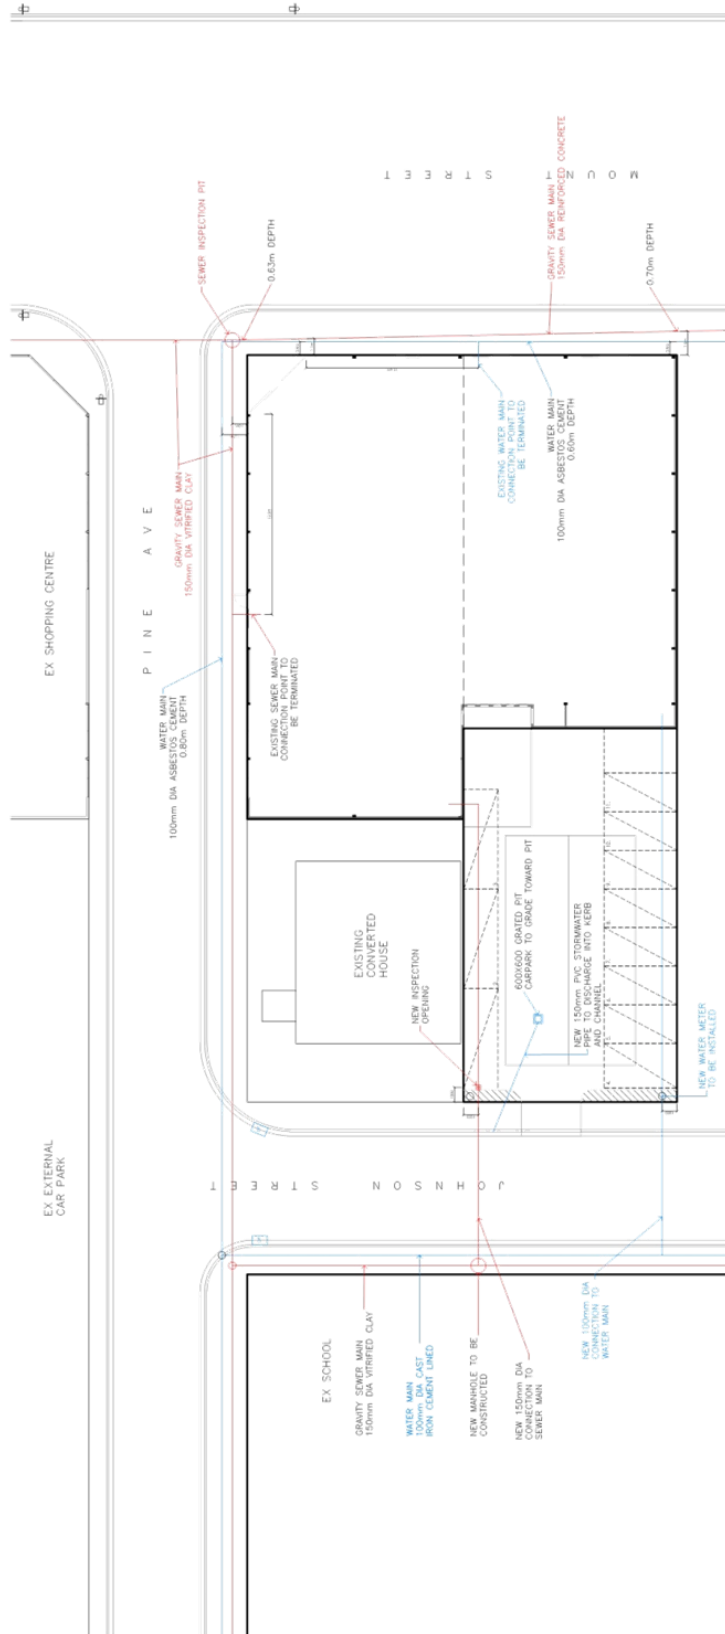 MOUNT STREET
SEWER INSPECTION PIT
0.63m DEPTH
GRAVITY SEWER MAIN
150mm DIA REINFORCED CONCRETE
0.70m DEPTH
EX SHOPPING CENTRE
PINE AVE
GRAVITY SEWER MAIN
150mm DIA VITRIFIED CLAY
WATER MAIN
100mm DIA ASBESTOS CEMENT
0.80m DEPTH
EXISTING SEWER MAIN
CONNECTION POINT TO
BE TERMINATED
EXISTING WATER MAIN
CONNECTION POINT TO
BE TERMINATED
WATER MAIN
100mm DIA ASBESTOS CEMENT
0.60m DEPTH
EXISTING
CONVERTED
HOUSE
NEW INSPECTION
OPENING
600X600 GRATED PIT
CARPARK TO GRADE TOWARD PIT
NEW 150mm PVC STORMWATER
PIPE TO DISCHARGE INTO KERB
AND CHANNEL
NEW WATER METER
TO BE INSTALLED
EX EXTERNAL
CAR PARK
JOHNSON STREET
EX SCHOOL
GRAVITY SEWER MAIN
150mm DIA VITRIFIED CLAY
WATER MAIN
100mm DIA CAST
IRON CEMENT LINED
NEW MANHOLE TO BE
CONSTRUCTED
NEW 150mm DIA
CONNECTION TO
SEWER MAIN
NEW 100mm DIA
CONNECTION TO
WATER MAIN